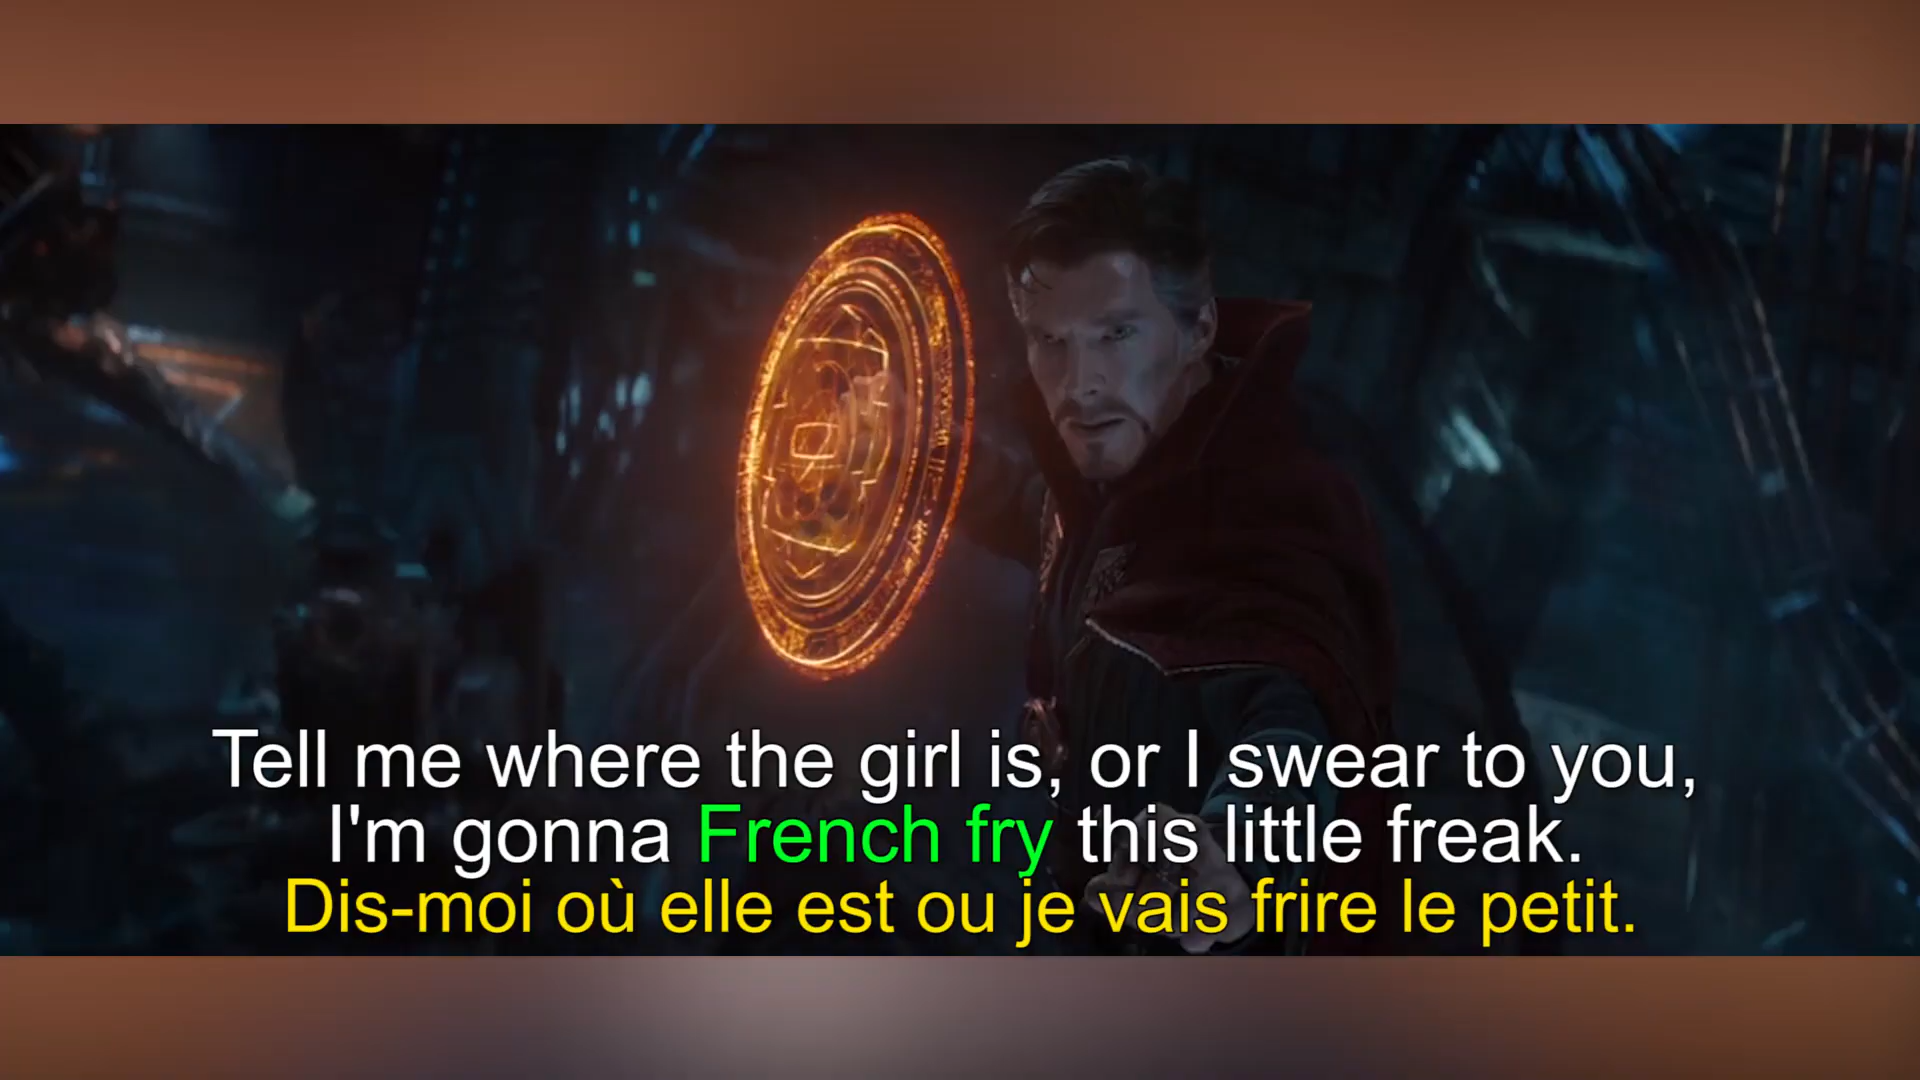 Tell me where the girl is, or I swear to you,
I'm gonna French fry this little freak.
Dis-moi où elle est ou je vais frire le petit.